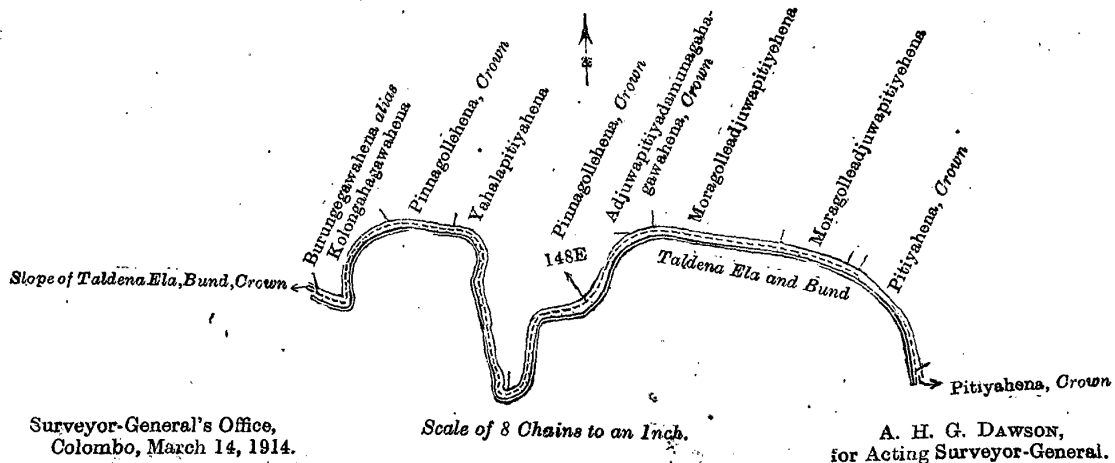 Burungegawahena alias
Kolongahagawahena
Pinnagollehena, Crown
Yahalapitiyahena
Pinnagollehena, Crown
Adjuwapitiyadamunagaha-
gawahena, Crown
Moragolleadjuwapitiyehena
Moragolleadjuwapitiyehena
Pitiyahena, Crown
148E
Slope of Taldena Ela, Bund, Crown
Taldena Ela and Bund
Pitiyahena, Crown
Surveyor-General's Office,
Colombo, March 14, 1914.
Scale of 8 Chains to an Inch.
A. H. G. DAWSON,
for Acting Surveyor-General.